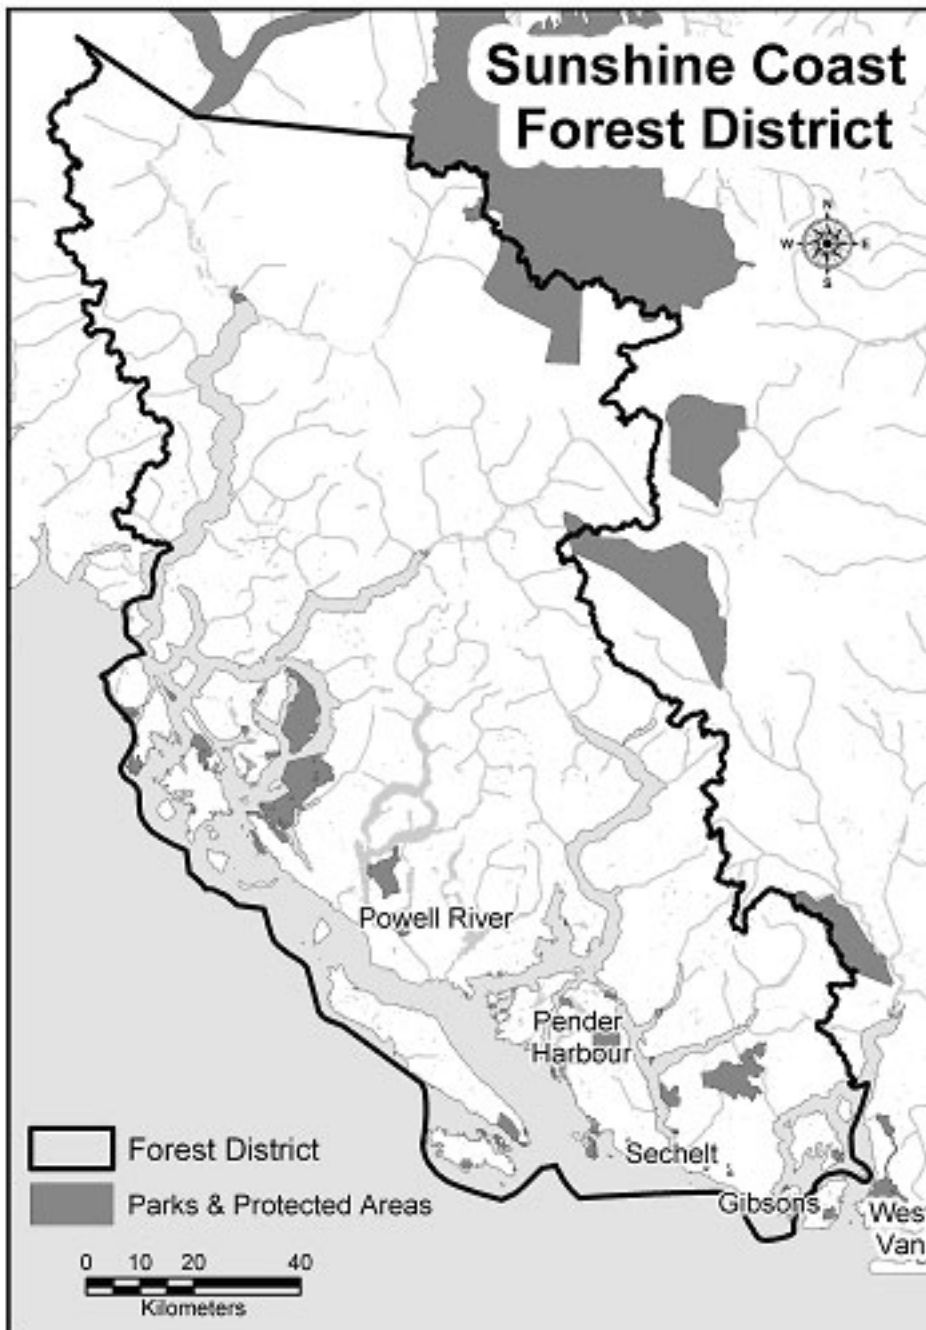 Sunshine Coast
Forest District
N
W E
S
Powell River
Pender
Harbour
Sechelt
Gibsons
West
Van
Forest District
Parks & Protected Areas
0 10 20 40
Kilometers